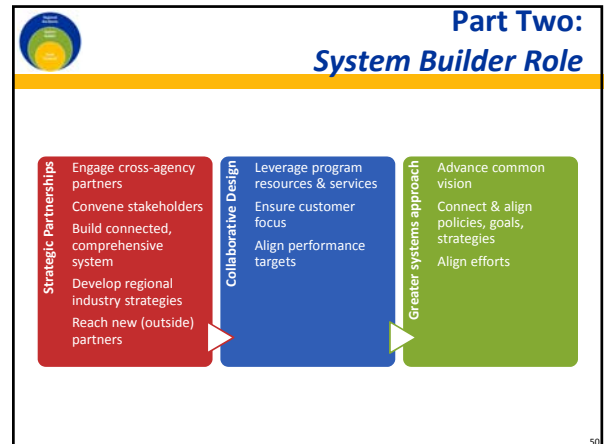 Part Two:
System Builder Role
Strategic Partnerships
Engage cross-agency
partners
Convene stakeholders
Build connected,
comprehensive
system
Develop regional
industry strategies
Reach new (outside)
partners
Collaborative Design
Leverage program
resources & services
Ensure customer
focus
Align performance
targets
Greater systems approach
Advance common
vision
Connect & align
policies, goals,
strategies
Align efforts
50